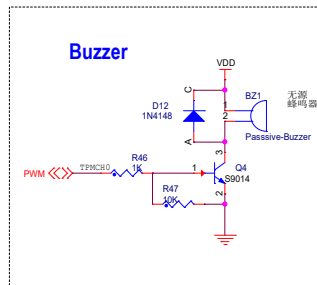 Buzzer
VDD
C
BZ1
无源
蜂鸣器
D12
1N4148
1
2
Passsive-Buzzer
A
3
R46
Q4
PWM
TPMCH0
1K
1
S9014
R47
2
10K